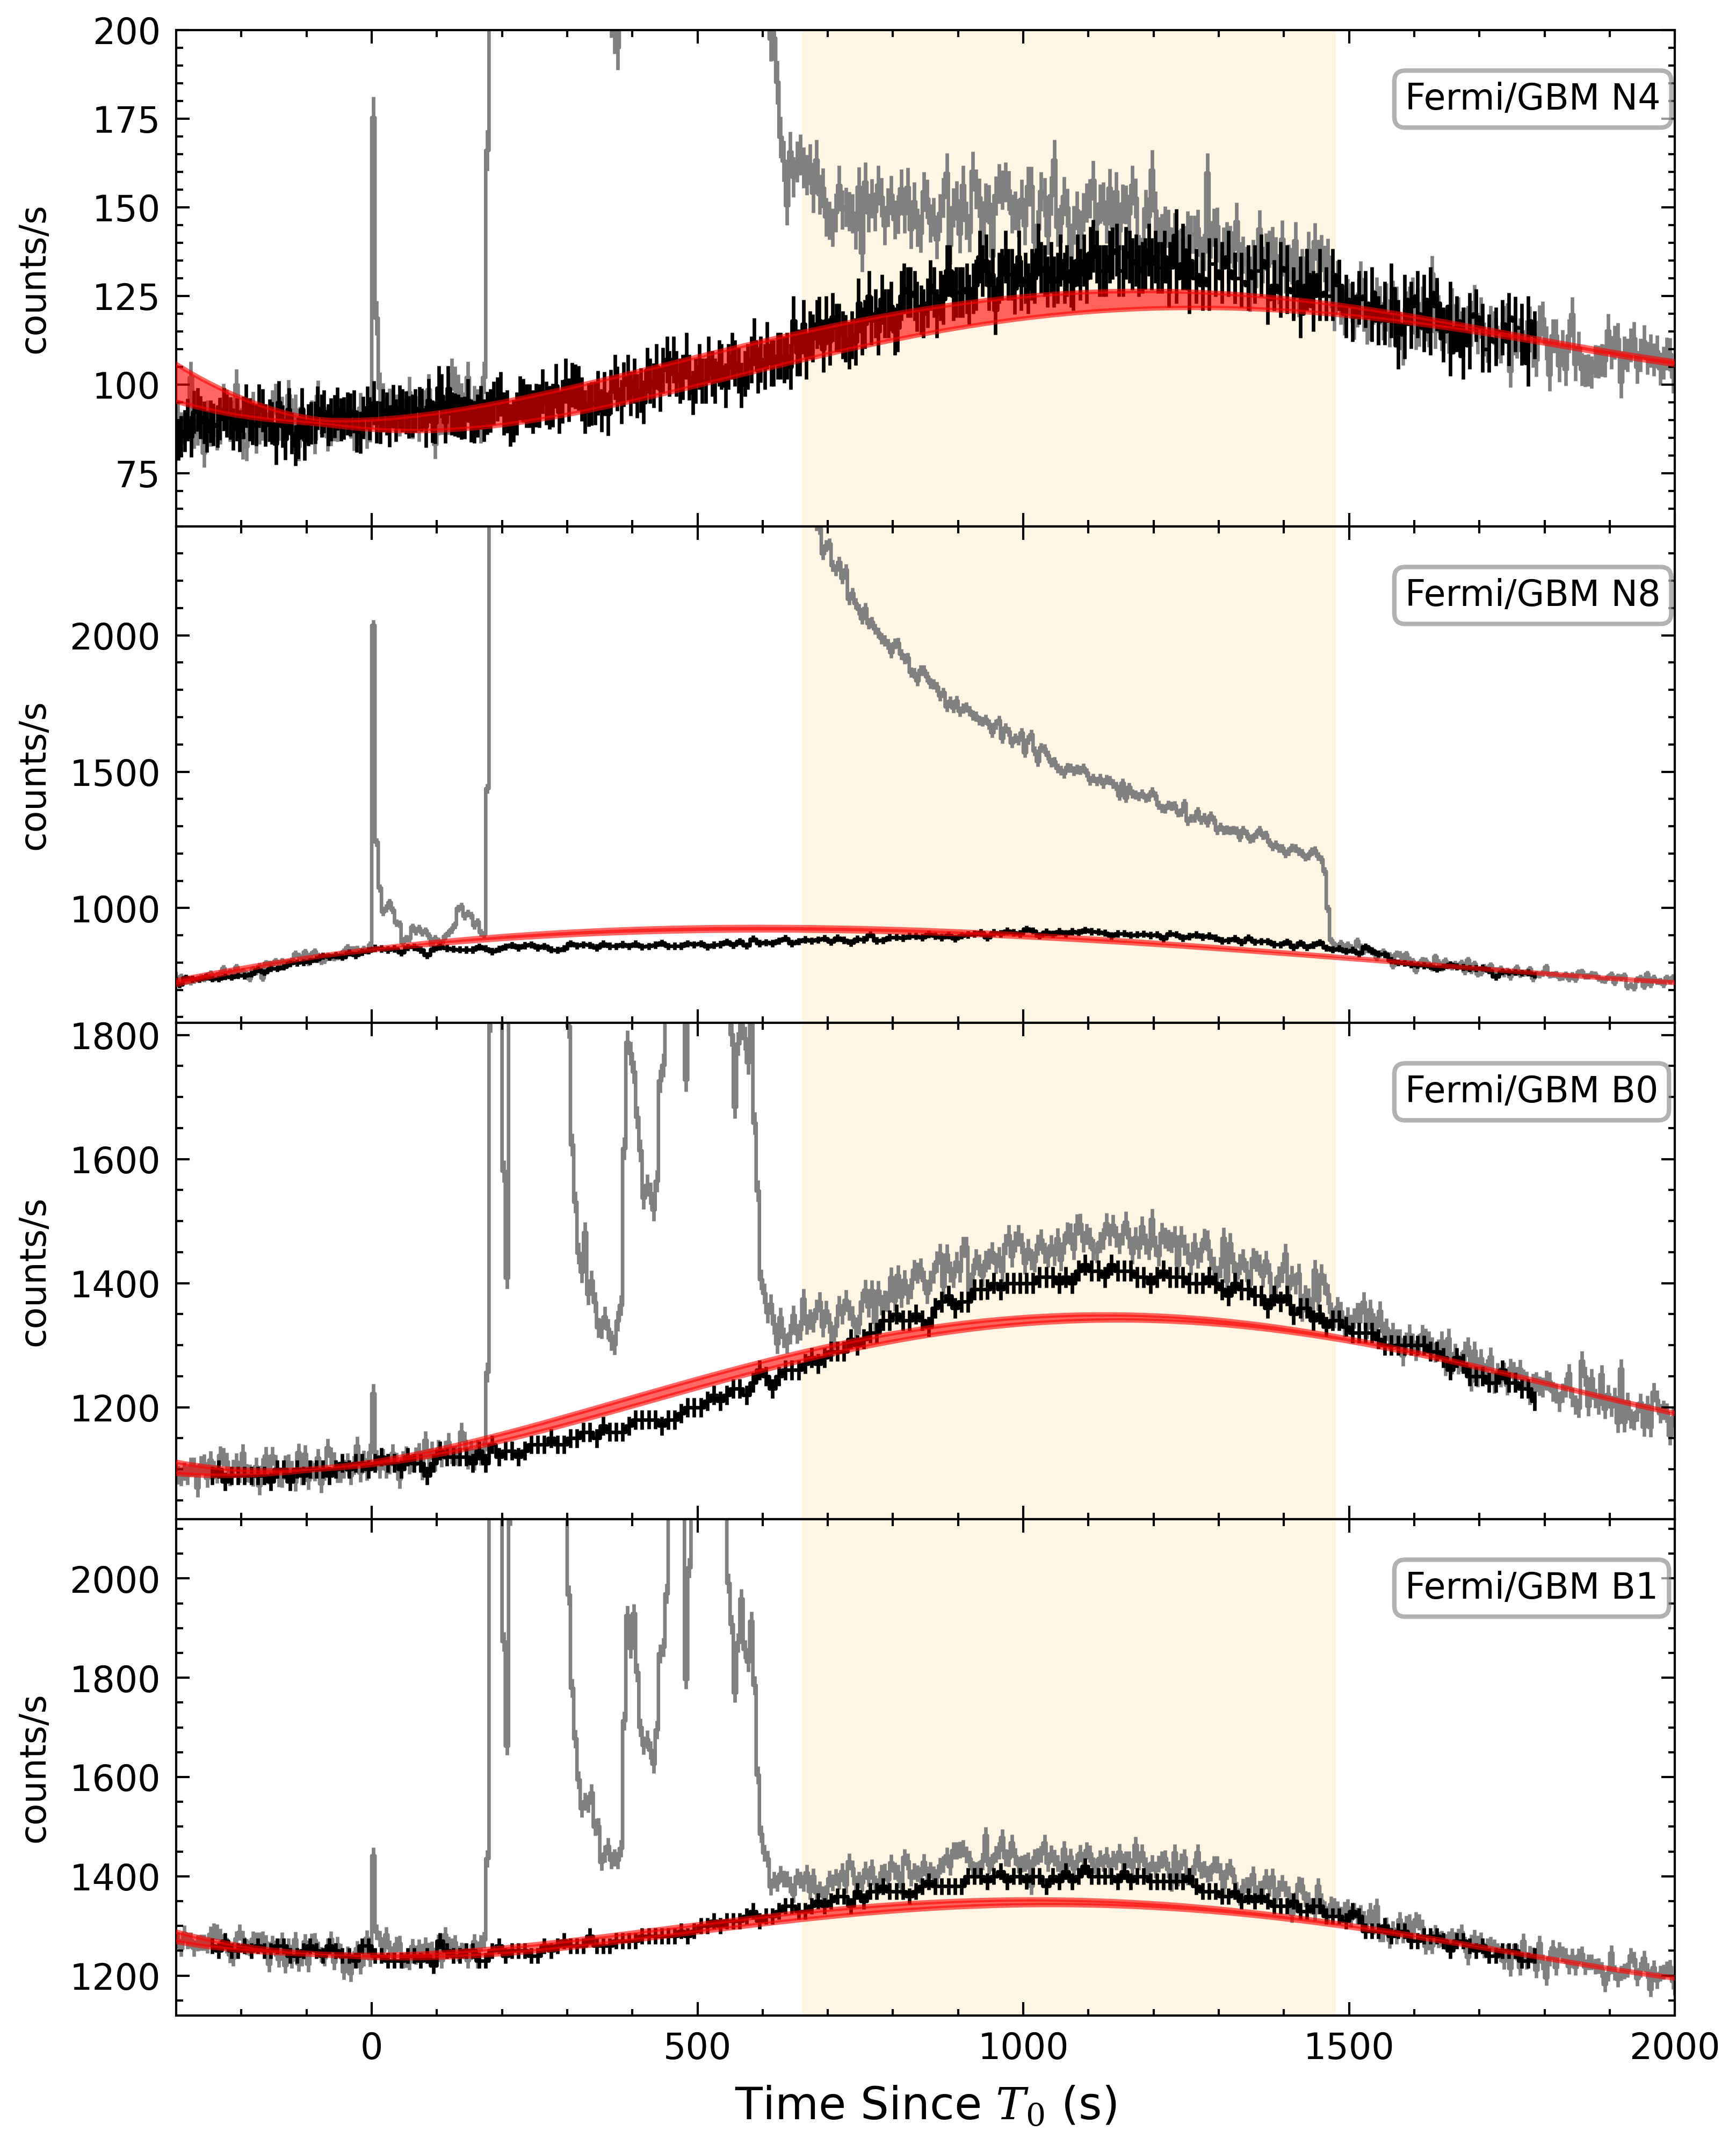 200
175
150
125
100
75
counts/s
Fermi/GBM N4
2000
1500
1000
counts/s
Fermi/GBM N8
1800
1600
1400
1200
counts/s
Fermi/GBM B0
2000
1800
1600
1400
1200
counts/s
Fermi/GBM B1
0 500 1000 1500 2000
Time Since T₀ (s)